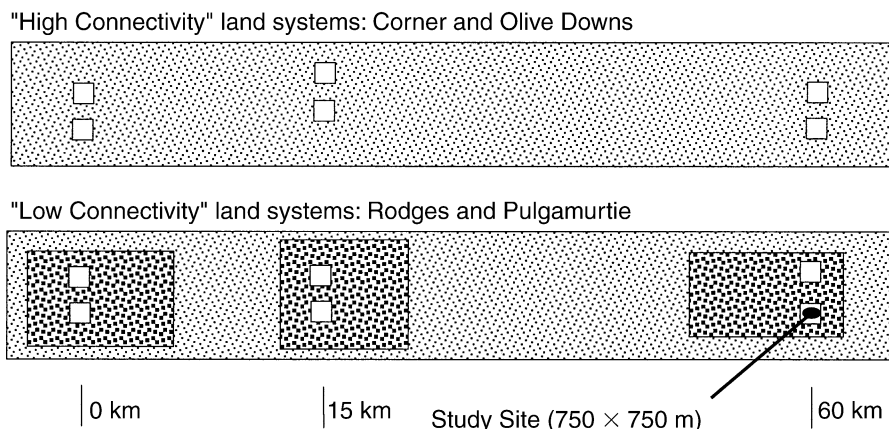 "High Connectivity" land systems: Corner and Olive Downs
"Low Connectivity" land systems: Rodges and Pulgamurtie
0 km
15 km
Study Site (750 × 750 m)
60 km